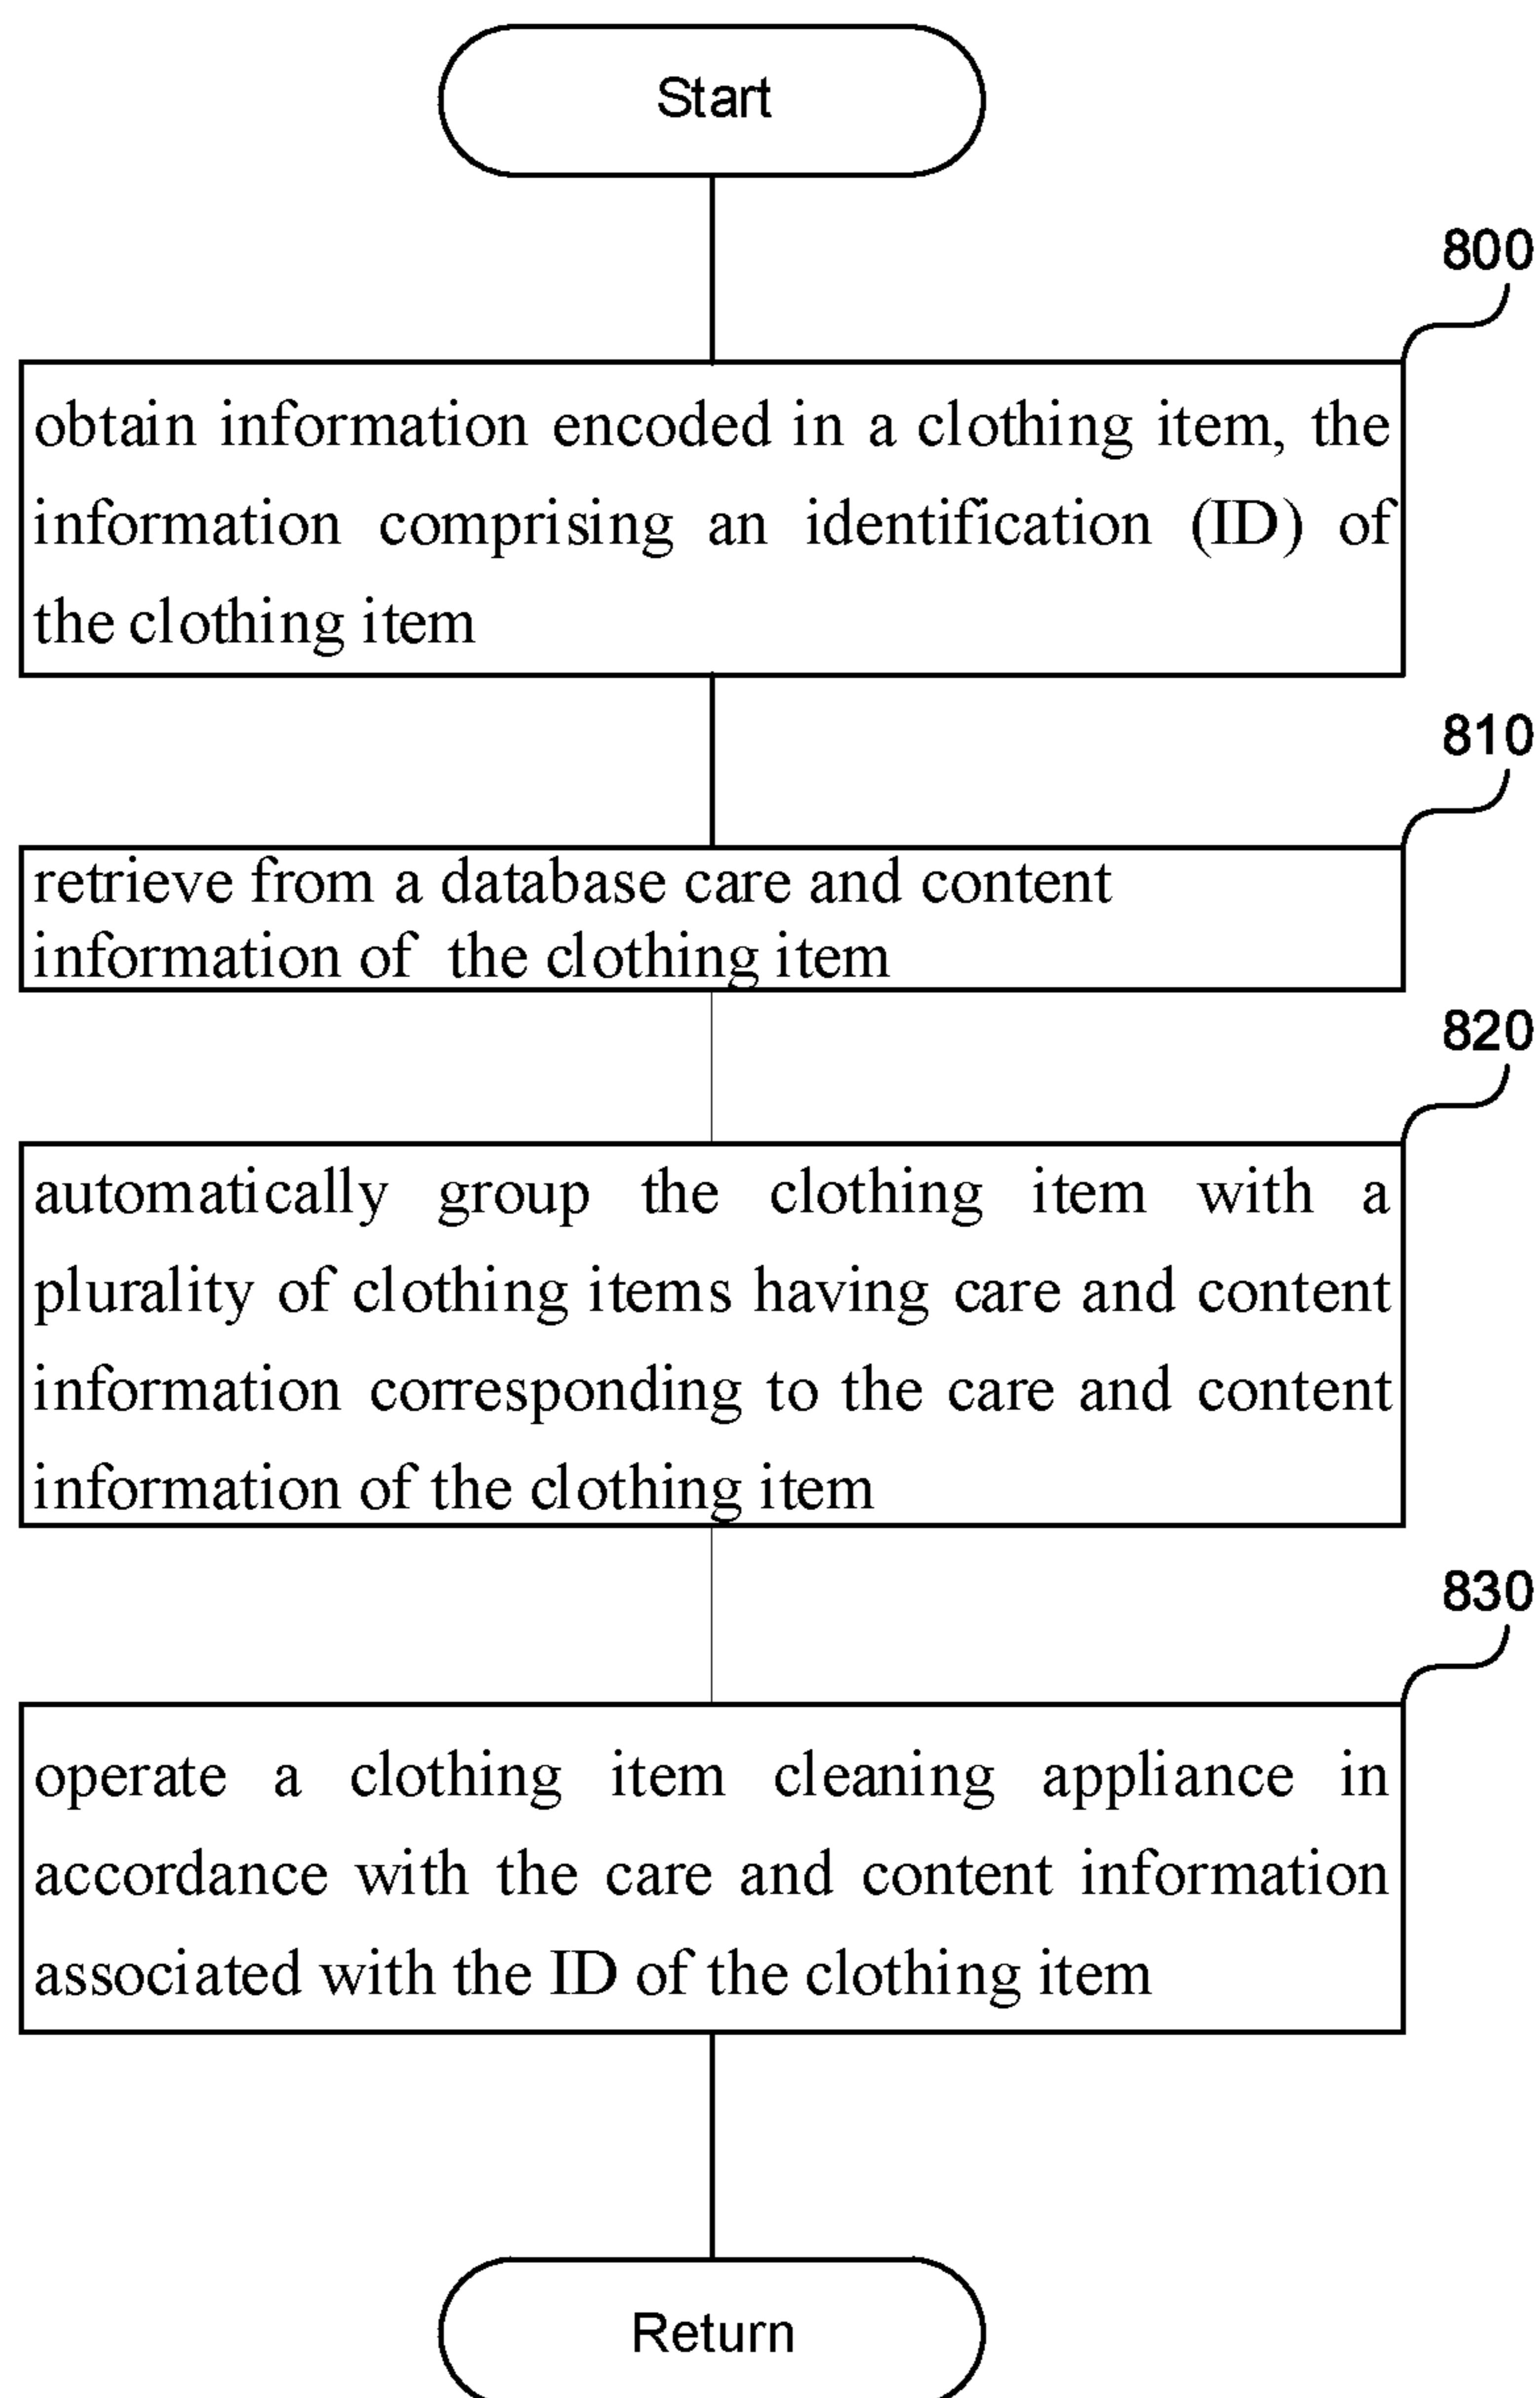 Start
800
obtain information encoded in a clothing item, the
information comprising an identification (ID) of
the clothing item
810
retrieve from a database care and content
information of the clothing item
820
automatically group the clothing item with a
plurality of clothing items having care and content
information corresponding to the care and content
information of the clothing item
830
operate a clothing item cleaning appliance in
accordance with the care and content information
associated with the ID of the clothing item
Return